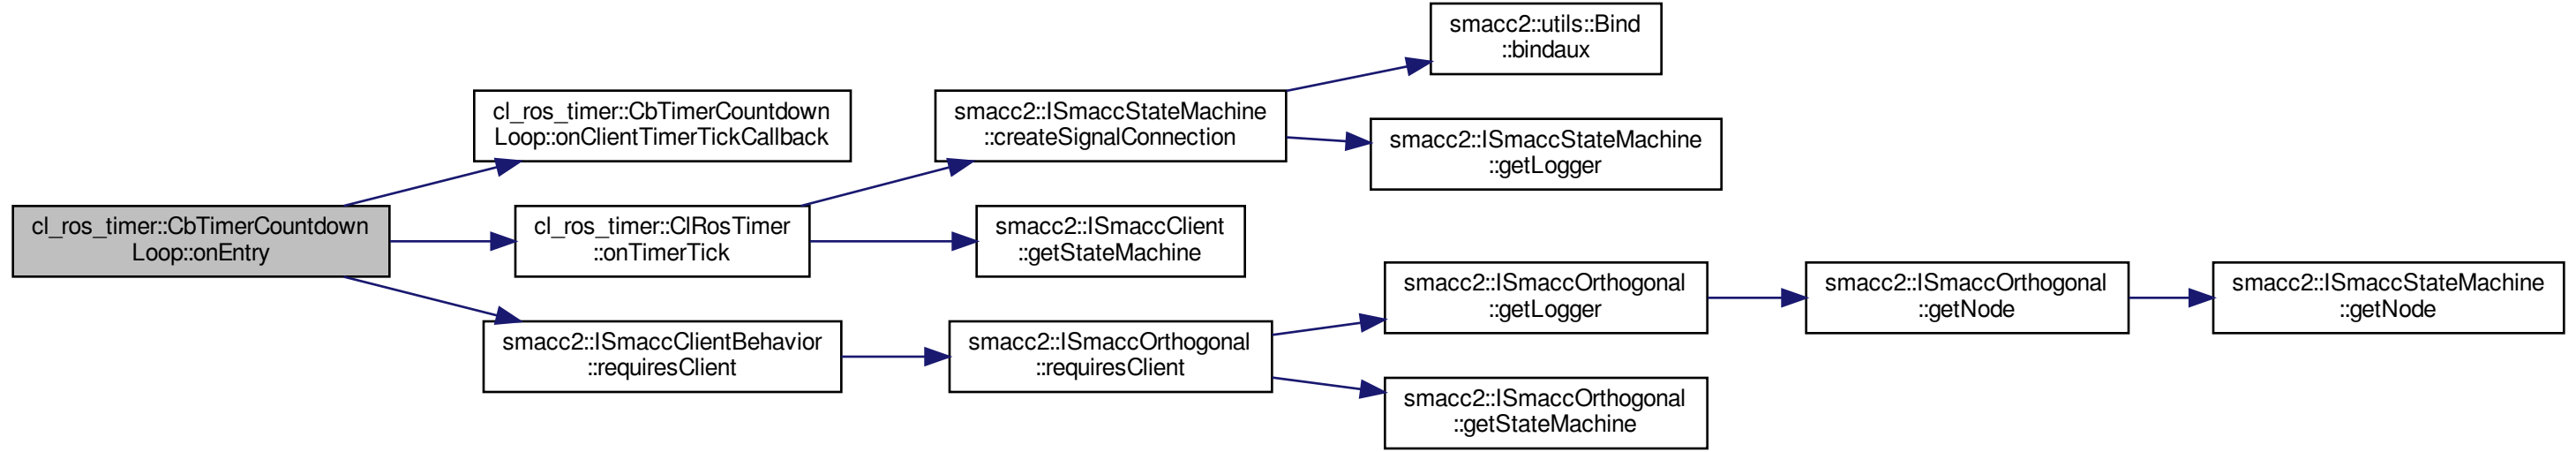 cl_ros_timer::CbTimerCountdown
Loop::onEntry
cl_ros_timer::CbTimerCountdown
Loop::onClientTimerTickCallback
cl_ros_timer::ClRosTimer
::onTimerTick
smacc2::ISmaccClientBehavior
::requiresClient
smacc2::ISmaccStateMachine
::createSignalConnection
smacc2::ISmaccClient
::getStateMachine
smacc2::ISmaccOrthogonal
::requiresClient
smacc2::utils::Bind
::bindaux
smacc2::ISmaccStateMachine
::getLogger
smacc2::ISmaccOrthogonal
::getLogger
smacc2::ISmaccOrthogonal
::getStateMachine
smacc2::ISmaccOrthogonal
::getNode
smacc2::ISmaccStateMachine
::getNode